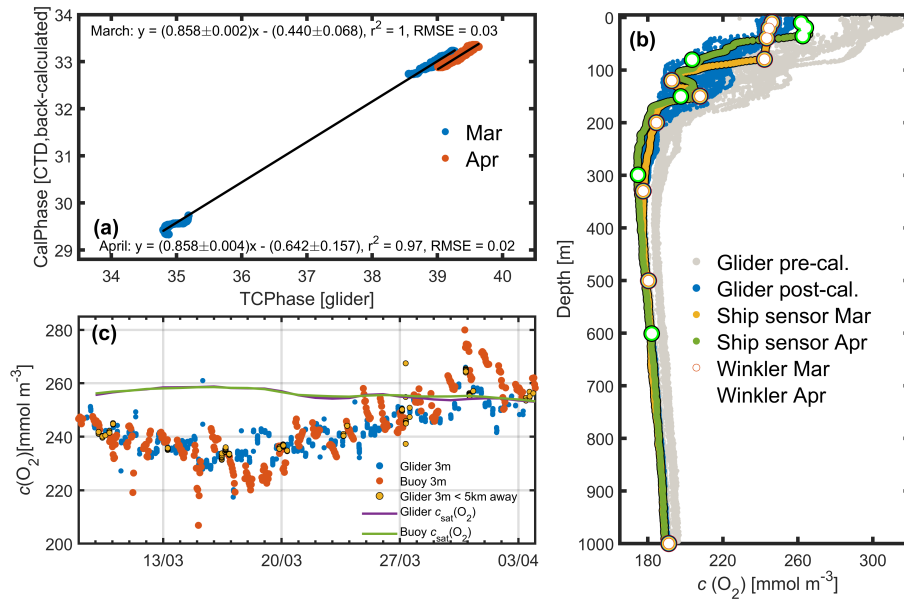 March: y = (0.858±0.002)x - (0.440±0.068), r² = 1, RMSE = 0.03
34
33
32
31
30
29
CalPhase [CTD,back-calculated]
Mar
Apr
(a)
April: y = (0.858±0.004)x - (0.642±0.157), r² = 0.97, RMSE = 0.02
34 35 36 37 38 39 40
TCPhase [glider]
(b)
0
100
200
300
400
500
600
700
800
900
1000
Depth [m]
Glider pre-cal.
Glider post-cal.
Ship sensor Mar
Ship sensor Apr
Winkler Mar
Winkler Apr
180 200 220 240 260 280 300
c (O₂) [mmol m⁻³]
(c)
280
260
240
220
200
c(O₂)[mmol m⁻³]
Glider 3m
Buoy 3m
Glider 3m < 5km away
Glider c_sat(O₂)
Buoy c_sat(O₂)
13/03 20/03 27/03 03/04